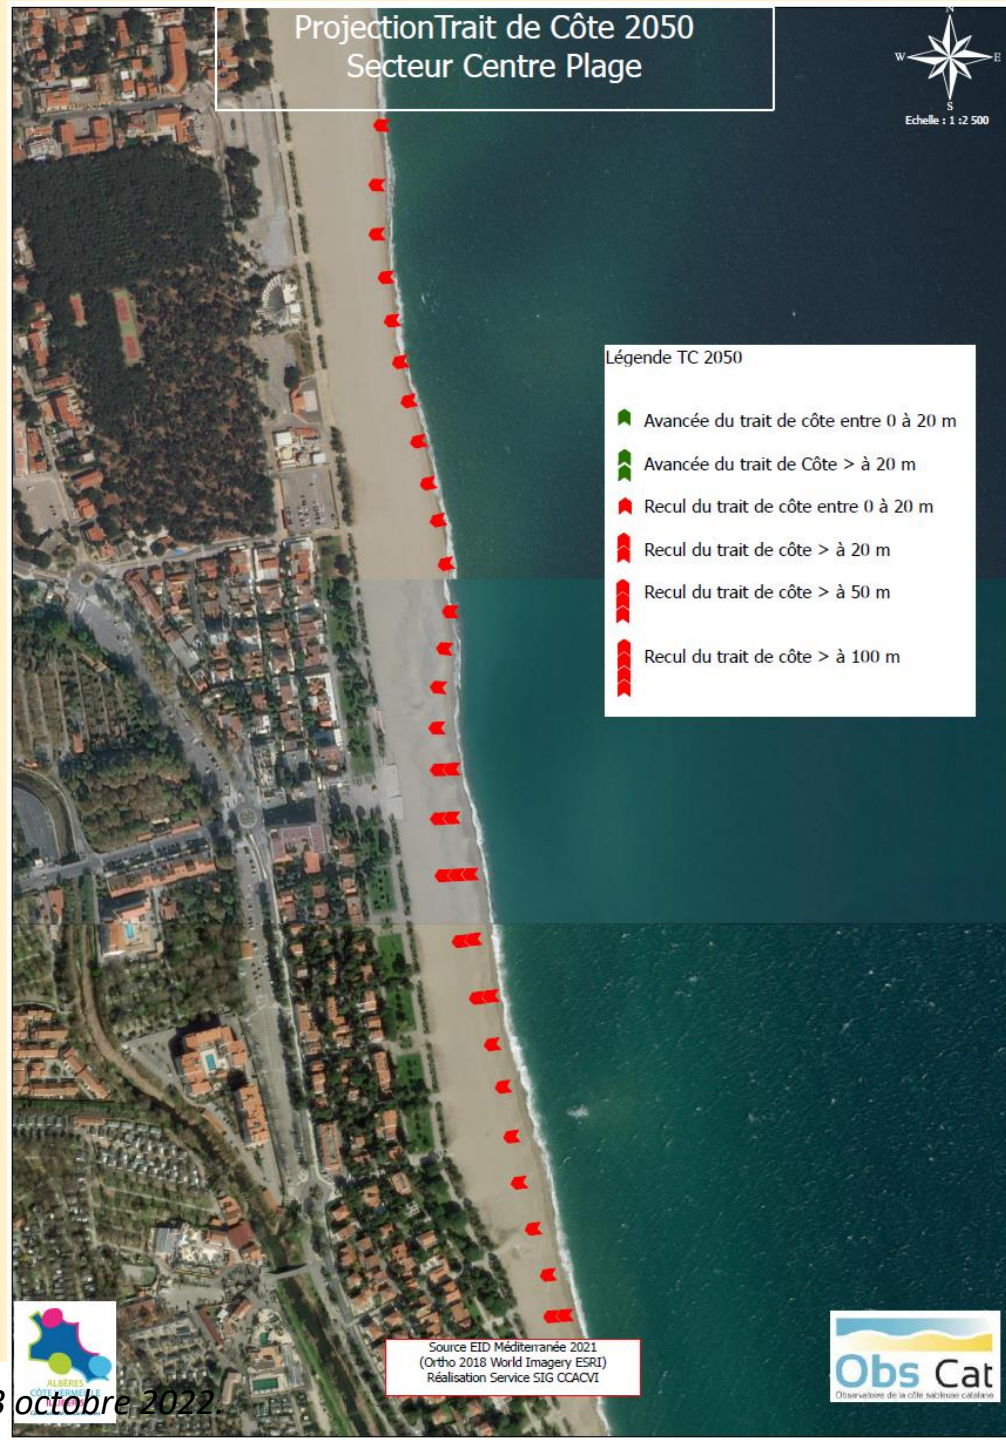 ProjectionTrait de Côte 2050
Secteur Centre Plage
N
W
E
S
Echelle : 1 :2 500
Légende TC 2050
Avancée du trait de côte entre 0 à 20 m
Avancée du trait de Côte > à 20 m
Recul du trait de côte entre 0 à 20 m
Recul du trait de côte > à 20 m
Recul du trait de côte > à 50 m
Recul du trait de côte > à 100 m
Source EID Méditerranée 2021
(Ortho 2018 World Imagery ESRI)
Réalisation Service SIG CCACVI
ALBÈRES
CÔTE VERMEILLE
ILLIBÉRIS
octobre 2022.
Obs Cat
Observatoire de la côte sableuse catalane